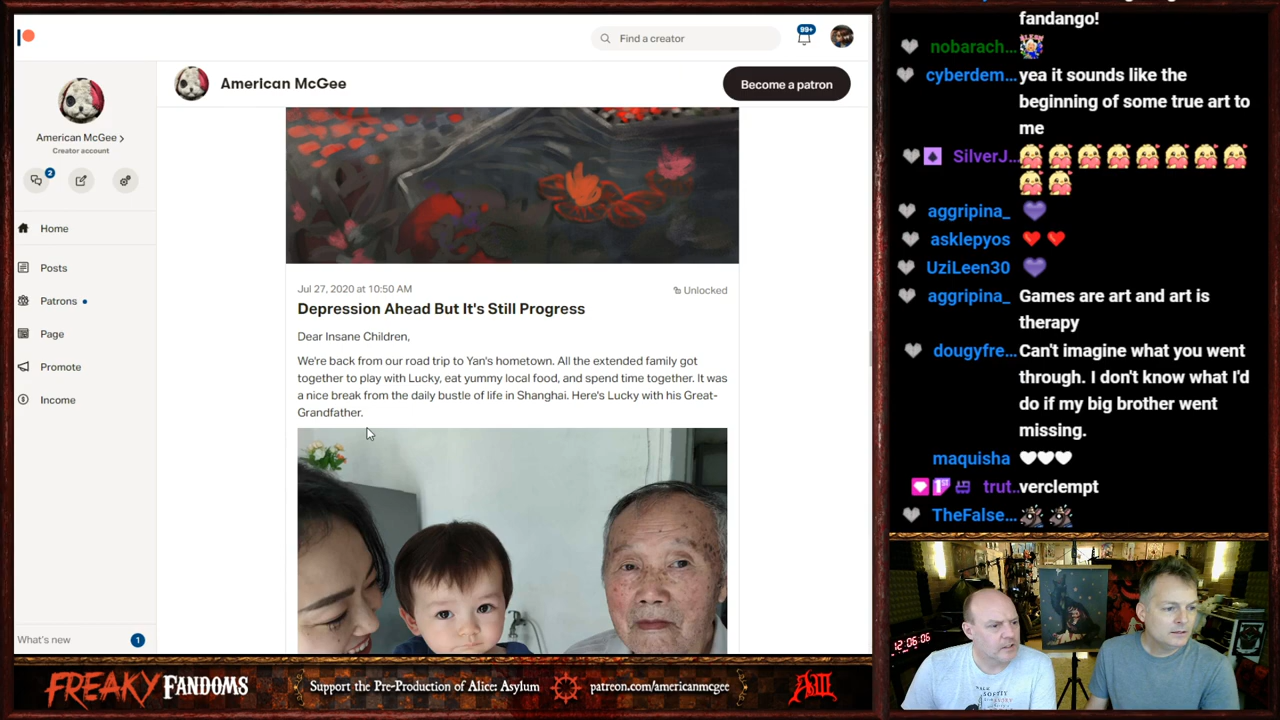 Find a creator
99+
American McGee
Creator account
2
Home
Posts
Patrons
Page
Promote
Income
What's new
1
American McGee
Become a patron
Jul 27, 2020 at 10:50 AM
Unlocked
Depression Ahead But It's Still Progress
Dear Insane Children,
We're back from our road trip to Yan's hometown. All the extended family got
together to play with Lucky, eat yummy local food, and spend time together. It was
a nice break from the daily bustle of life in Shanghai. Here's Lucky with his Great-
Grandfather.
fandango!
nobarach...
cyberdem... yea it sounds like the
beginning of some true art to
me
SilverJ...
aggripina_
asklepyos
UziLeen30
aggripina_ Games are art and art is
therapy
dougyfre... Can't imagine what you went
through. I don't know what I'd
do if my big brother went
missing.
maquisha
trut.. verclempt
TheFalse...
12:06:06
FREAKY FANDOMS
Support the Pre-Production of Alice: Asylum
patreon.com/americanmcgee